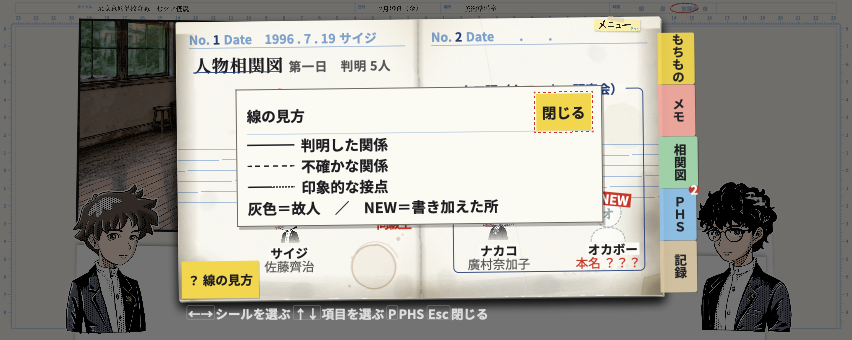 メニュー
No. 1 Date 1996 . 7 . 19 サイジ
No. 2 Date . .
人物相関図 第一日 判明 5人
線の見方
閉じる
判明した関係
不確かな関係
印象的な接点
灰色＝故人 ／ NEW＝書き加えた所
NEW
サイジ
佐藤齊治
ナカコ
廣村奈加子
オカボー
本名 ？？？
？ 線の見方
もちもの
メモ
相関図
2
PHS
記録
←→ シールを選ぶ ↑↓ 項目を選ぶ P PHS Esc 閉じる